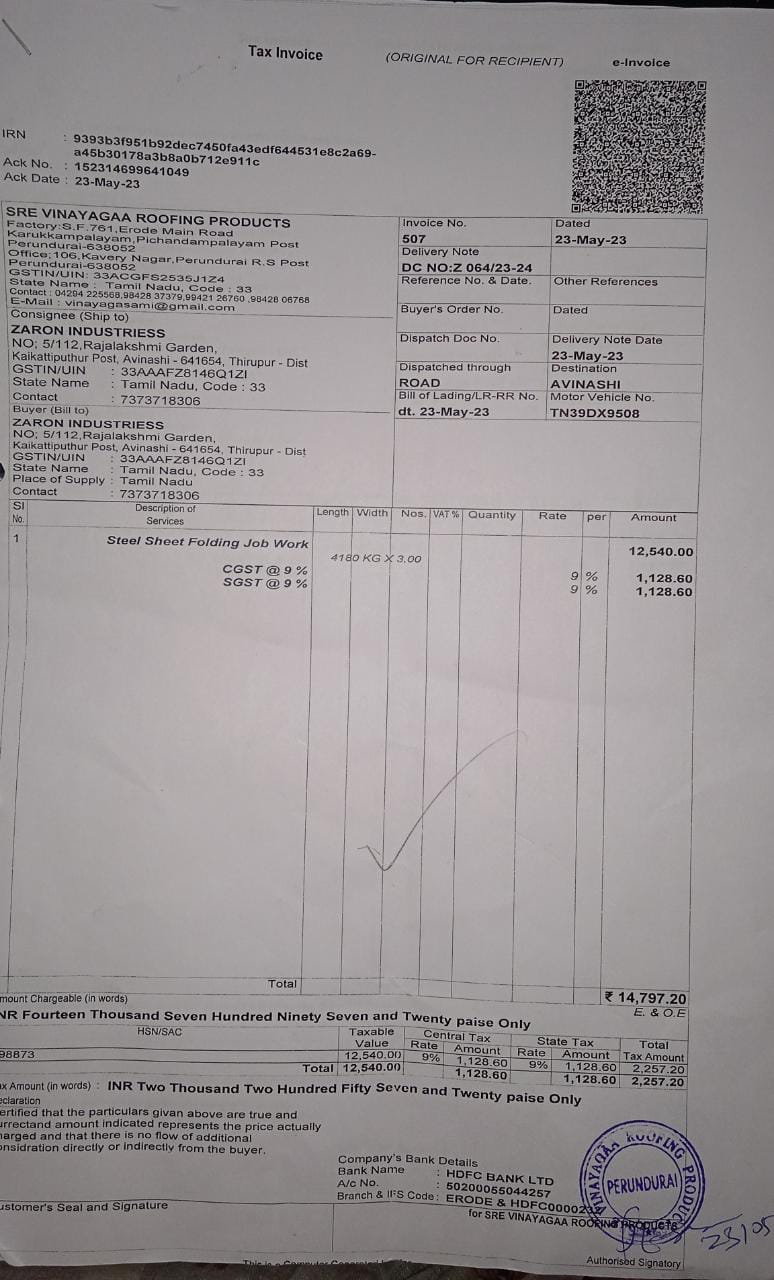 Tax Invoice
(ORIGINAL FOR RECIPIENT)
e-Invoice
IRN : 9393b3f951b92dec7450fa43edf644531e8c2a69-
a45b30178a3b8a0b712e911c
Ack No. : 152314699641049
Ack Date : 23-May-23
SRE VINAYAGAA ROOFING PRODUCTS
Factory:S.F.761,Erode Main Road
Karukkampalayam,Pichandampalayam Post
Perundurai-638052
Office;106,Kavery Nagar,Perundurai R.S Post
Perundurai-638052
GSTIN/UIN: 33ACGFS2535J1Z4
State Name : Tamil Nadu, Code : 33
Contact : 04294 225568,98428 37379,99421 26760 ,98428 06768
E-Mail : vinayagasami@gmail.com
Invoice No.
507
Dated
23-May-23
Delivery Note
DC NO:Z 064/23-24
Reference No. & Date.
Other References
Buyer's Order No.
Dated
Dispatch Doc No.
Delivery Note Date
23-May-23
Dispatched through
ROAD
Destination
AVINASHI
Bill of Lading/LR-RR No.
dt. 23-May-23
Motor Vehicle No.
TN39DX9508
Consignee (Ship to)
ZARON INDUSTRIESS
NO; 5/112,Rajalakshmi Garden,
Kaikattiputhur Post, Avinashi - 641654, Thirupur - Dist
GSTIN/UIN : 33AAAFZ8146Q1ZI
State Name : Tamil Nadu, Code : 33
Contact : 7373718306
Buyer (Bill to)
ZARON INDUSTRIESS
NO; 5/112,Rajalakshmi Garden,
Kaikattiputhur Post, Avinashi - 641654, Thirupur - Dist
GSTIN/UIN : 33AAAFZ8146Q1ZI
State Name : Tamil Nadu, Code : 33
Place of Supply : Tamil Nadu
Contact : 7373718306
Sl No. Description of Services Length Width Nos. VAT % Quantity Rate per Amount
1 Steel Sheet Folding Job Work 12,540.00
4180 KG X 3.00
CGST @ 9 % 9 % 1,128.60
SGST @ 9 % 9 % 1,128.60
Total ₹ 14,797.20
mount Chargeable (in words) E. & O.E
NR Fourteen Thousand Seven Hundred Ninety Seven and Twenty paise Only
HSN/SAC Taxable Value Central Tax Rate Amount State Tax Rate Amount Total Tax Amount
98873 12,540.00 9% 1,128.60 9% 1,128.60 2,257.20
Total 12,540.00 1,128.60 1,128.60 2,257.20
x Amount (in words) : INR Two Thousand Two Hundred Fifty Seven and Twenty paise Only
eclaration
ertified that the particulars givan above are true and
urrectand amount indicated represents the price actually
harged and that there is no flow of additional
onsidration directly or indirectly from the buyer.
Company's Bank Details
Bank Name : HDFC BANK LTD
A/c No. : 50200055044257
Branch & IFS Code : ERODE & HDFC00002
ustomer's Seal and Signature
for SRE VINAYAGAA ROOFING PRODUCTS
VINAYAGAA ROOFING PRODUC
PERUNDURAI
23/05
Authorised Signatory